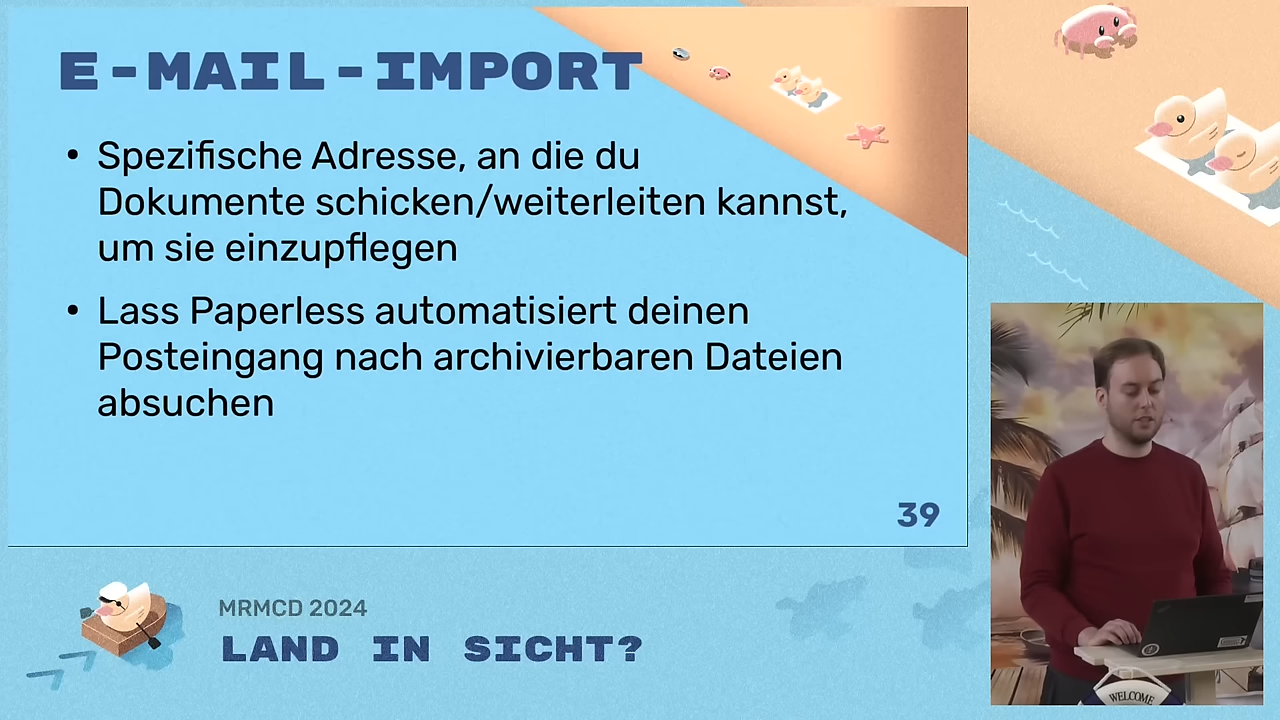 E-MAIL-IMPORT
• Spezifische Adresse, an die du
Dokumente schicken/weiterleiten kannst,
um sie einzupflegen
• Lass Paperless automatisiert deinen
Posteingang nach archivierbaren Dateien
absuchen
39
MRMCD 2024
LAND IN SICHT?
WELCOME